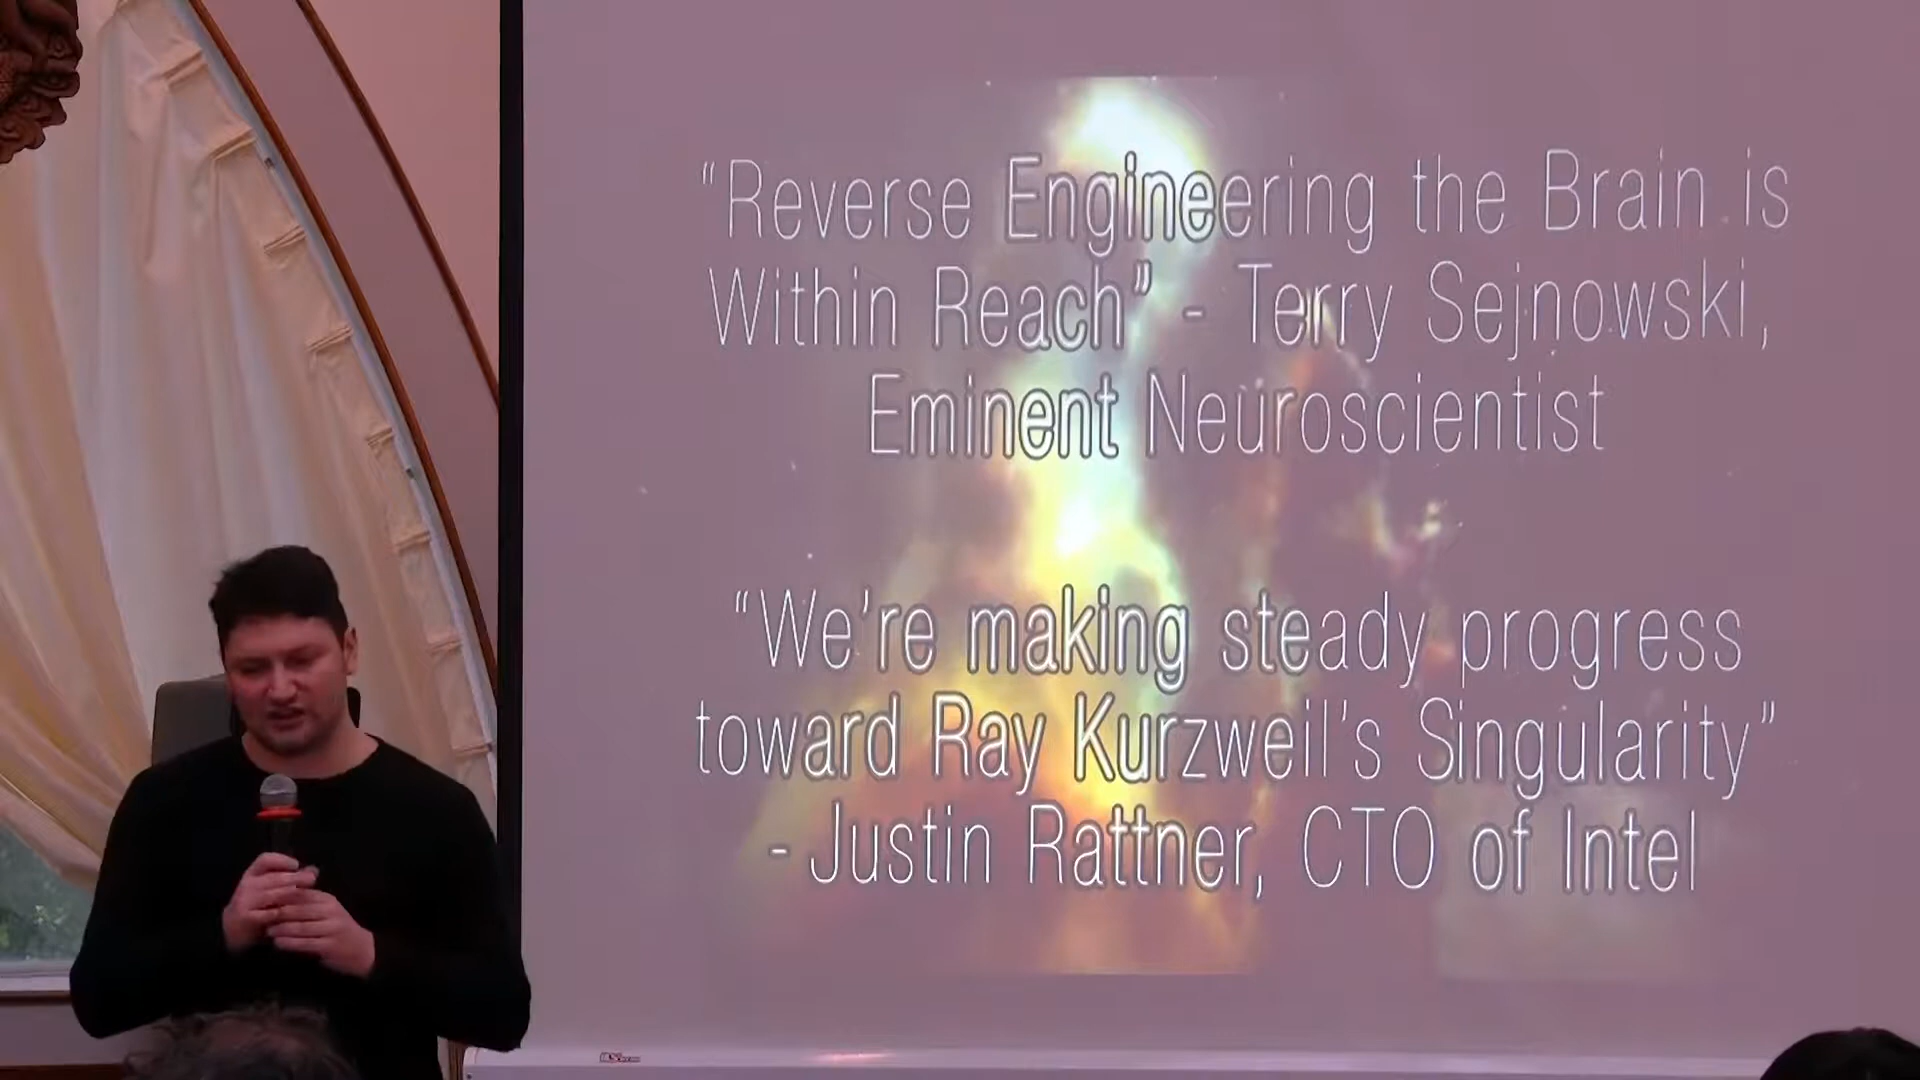 “Reverse Engineering the Brain is
Within Reach” - Terry Sejnowski,
Eminent Neuroscientist
“We’re making steady progress
toward Ray Kurzweil’s Singularity”
- Justin Rattner, CTO of Intel